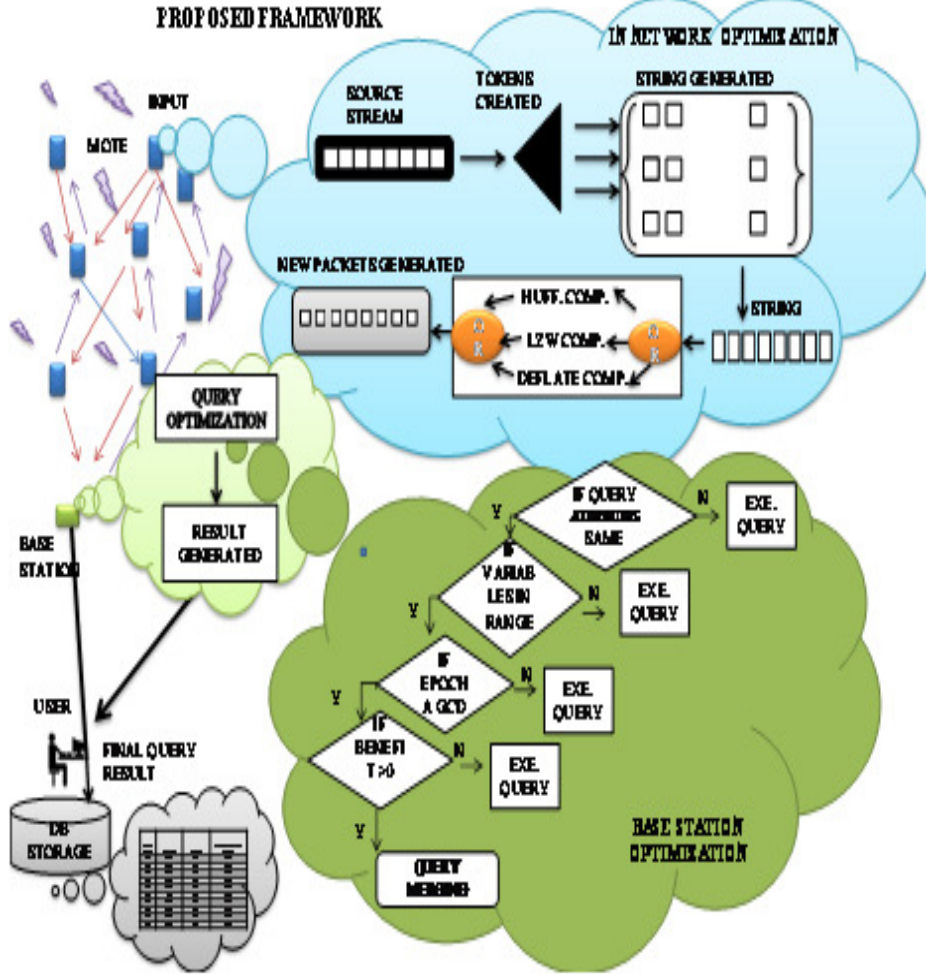 PROPOSED FRAMEWORK
INPUT
MOTE
IN NETWORK OPTIMIZATION
SOURCE
STREAM
TOKENS
CREATED
STRING GENERATED
NEW PACKETS GENERATED
HUFF. COMP.
LZW COMP.
DEFLATE COMP.
O
R
O
R
STRING
QUERY
OPTIMIZATION
RESULT
GENERATED
BASE
STATION
USER
FINAL QUERY
RESULT
DB
STORAGE
IF QUERY
SAME
Y
N
EXE.
QUERY
IF
VARIAB
LES IN
RANGE
Y
N
EXE.
QUERY
IF
EPOCH
A GCD
Y
N
EXE.
QUERY
IF
BENEFI
T >0
Y
N
EXE.
QUERY
QUERY
MERGING
BASE STATION
OPTIMIZATION